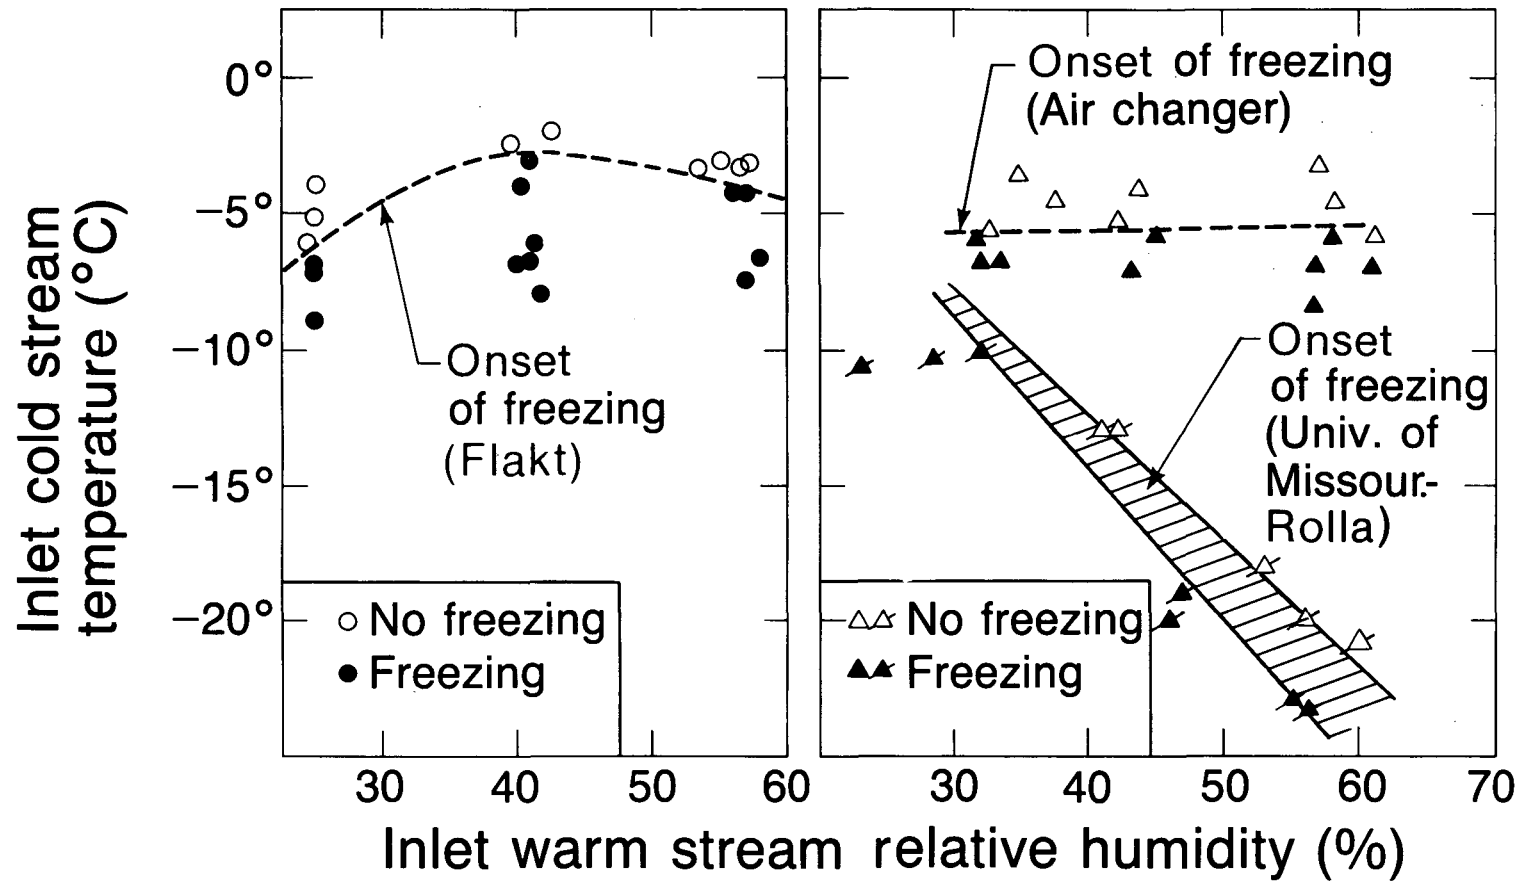 0°
−5°
−10°
−15°
−20°
Inlet cold stream
temperature (°C)
Onset
of freezing
(Flakt)
No freezing
Freezing
30
40
50
60
Onset of freezing
(Air changer)
Onset
of freezing
(Univ. of
Missour.-
Rolla)
No freezing
Freezing
30
40
50
60
70
Inlet warm stream relative humidity (%)